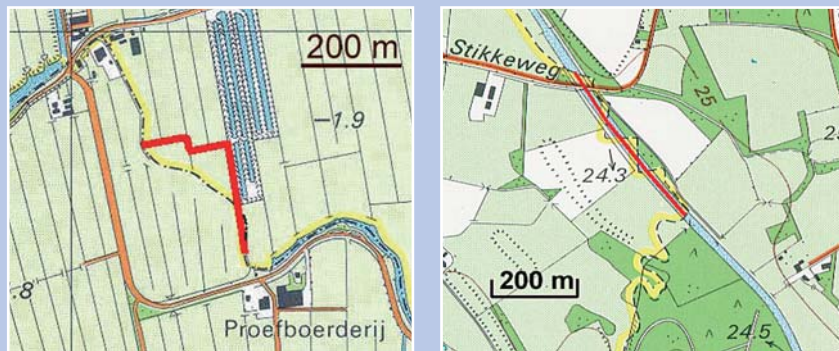 200 m
−1.9
.8
Proefboerderij
Stikkeweg
25
24.3
200 m
24.5